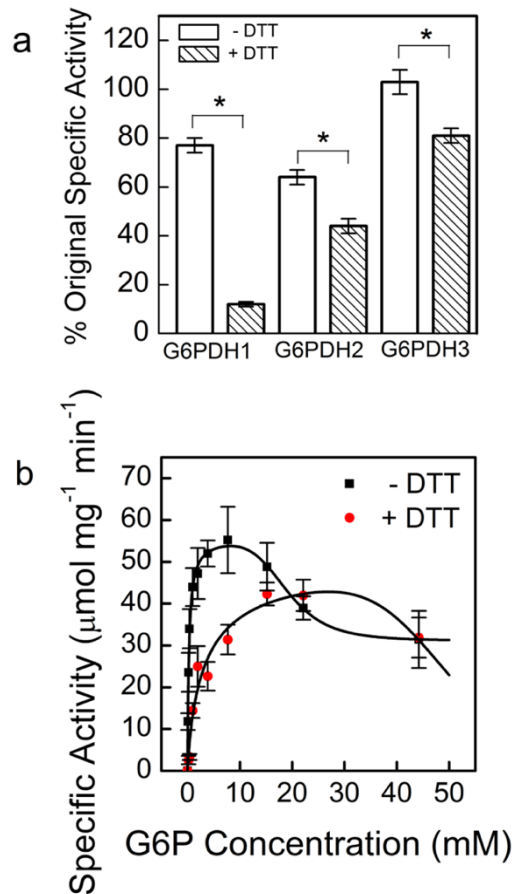 a
- DTT
+ DTT
% Original Specific Activity
120
100
80
60
40
20
0
*
*
*
G6PDH1
G6PDH2
G6PDH3
b
- DTT
+ DTT
Specific Activity (μmol mg⁻¹ min⁻¹)
70
60
50
40
30
20
10
0
0 10 20 30 40 50
G6P Concentration (mM)